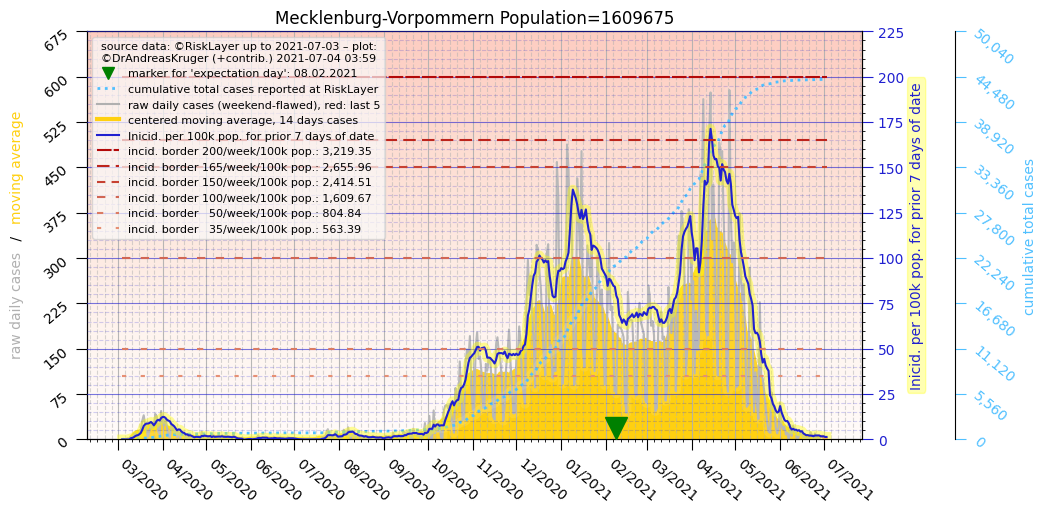 Mecklenburg-Vorpommern Population=1609675
source data: ©RiskLayer up to 2021-07-03 – plot:
©DrAndreasKruger (+contrib.) 2021-07-04 03:59
marker for 'expectation day': 08.02.2021
cumulative total cases reported at RiskLayer
raw daily cases (weekend-flawed), red: last 5
centered moving average, 14 days cases
Inicid. per 100k pop. for prior 7 days of date
incid. border 200/week/100k pop.: 3,219.35
incid. border 165/week/100k pop.: 2,655.96
incid. border 150/week/100k pop.: 2,414.51
incid. border 100/week/100k pop.: 1,609.67
incid. border   50/week/100k pop.: 804.84
incid. border   35/week/100k pop.: 563.39
raw daily cases / moving average
675
600
525
450
375
300
225
150
75
0
225
200
175
150
125
100
75
50
25
0
Inicid. per 100k pop. for prior 7 days of date
50,040
44,480
38,920
33,360
27,800
22,240
16,680
11,120
5,560
0
cumulative total cases
03/2020
04/2020
05/2020
06/2020
07/2020
08/2020
09/2020
10/2020
11/2020
12/2020
01/2021
02/2021
03/2021
04/2021
05/2021
06/2021
07/2021